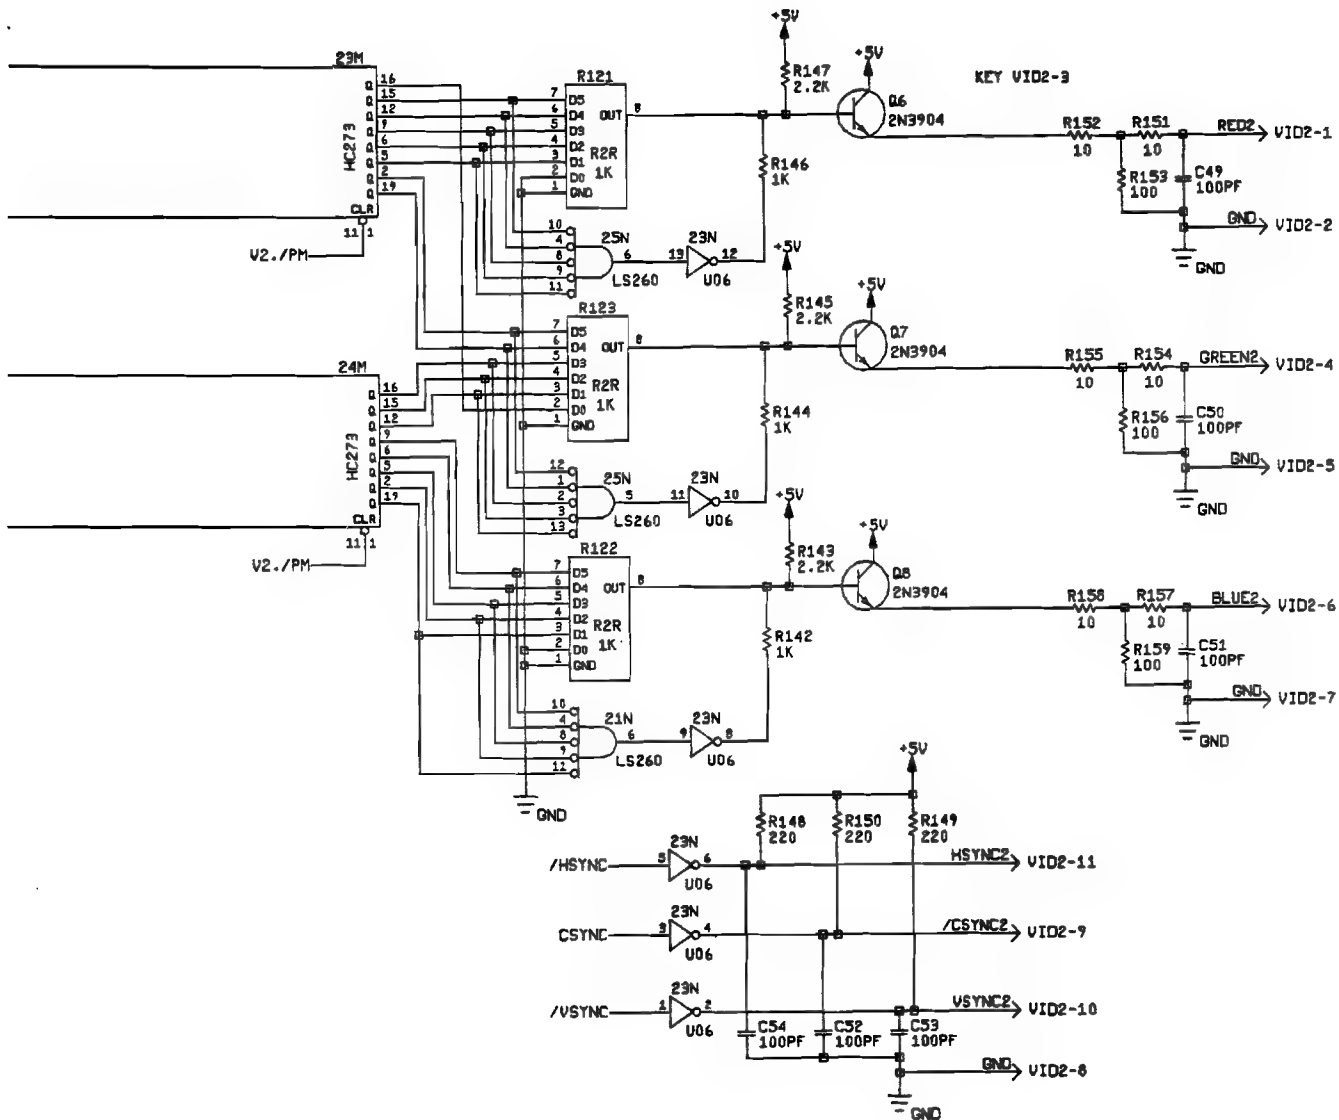 +5V
R147
2.2K
+5V
KEY VID2-3
Q6
2N3904
23M
HC273
Q 16
Q 15
Q 12
Q 9
Q 6
Q 5
Q 2
Q 19
CLR
11 1
V2./PM
R121
7 D5
6 D4
5 D3
4 D2
3 D1
2 D0
1 GND
OUT 8
R2R
1K
R146
1K
R152
10
R151
10
RED2
VID2-1
R153
100
C49
100PF
GND
VID2-2
GND
10
4
8
9
11
25N
6
LS260
23N
13 12
U06
+5V
R145
2.2K
+5V
Q7
2N3904
R123
7 D5
6 D4
5 D3
4 D2
3 D1
2 D0
1 GND
OUT 8
R2R
1K
R144
1K
R155
10
R154
10
GREEN2
VID2-4
R156
100
C50
100PF
GND
VID2-5
GND
24M
HC273
Q 16
Q 15
Q 12
Q 9
Q 6
Q 5
Q 2
Q 19
CLR
11 1
V2./PM
12
1
2
3
13
25N
5
LS260
23N
11 10
U06
+5V
R143
2.2K
+5V
Q8
2N3904
R122
7 D5
6 D4
5 D3
4 D2
3 D1
2 D0
1 GND
OUT 8
R2R
1K
R142
1K
R158
10
R157
10
BLUE2
VID2-6
R159
100
C51
100PF
GND
VID2-7
GND
10
4
8
9
11
21N
6
LS260
23N
9 8
U06
GND
+5V
R148
220
R150
220
R149
220
/HSYNC
23N
5 6
U06
HSYNC2
VID2-11
CSYNC
23N
3 4
U06
/CSYNC2
VID2-9
/VSYNC
23N
1 2
U06
VSYNC2
VID2-10
C54
100PF
C52
100PF
C53
100PF
GND
VID2-8
GND